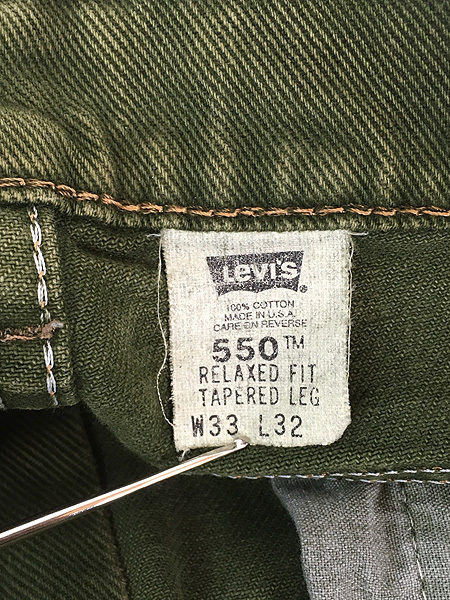 Levi's
100% COTTON
MADE IN U.S.A.
CARE ON REVERSE
550™
RELAXED FIT
TAPERED LEG
W33 L32